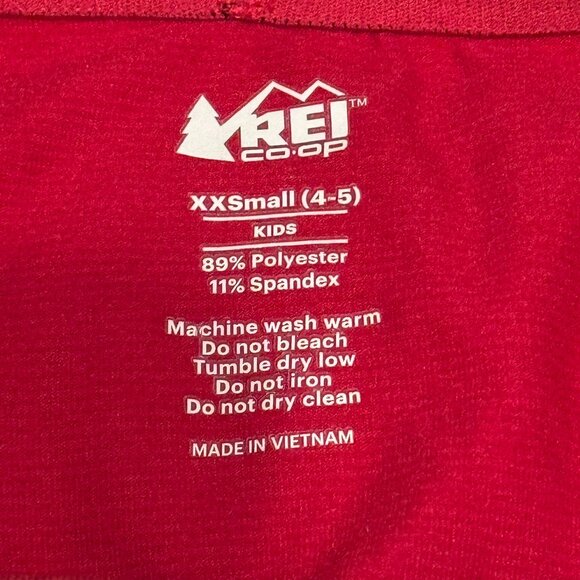 REI™
CO·OP
XXSmall (4-5)
KIDS
89% Polyester
11% Spandex
Machine wash warm
Do not bleach
Tumble dry low
Do not iron
Do not dry clean
MADE IN VIETNAM